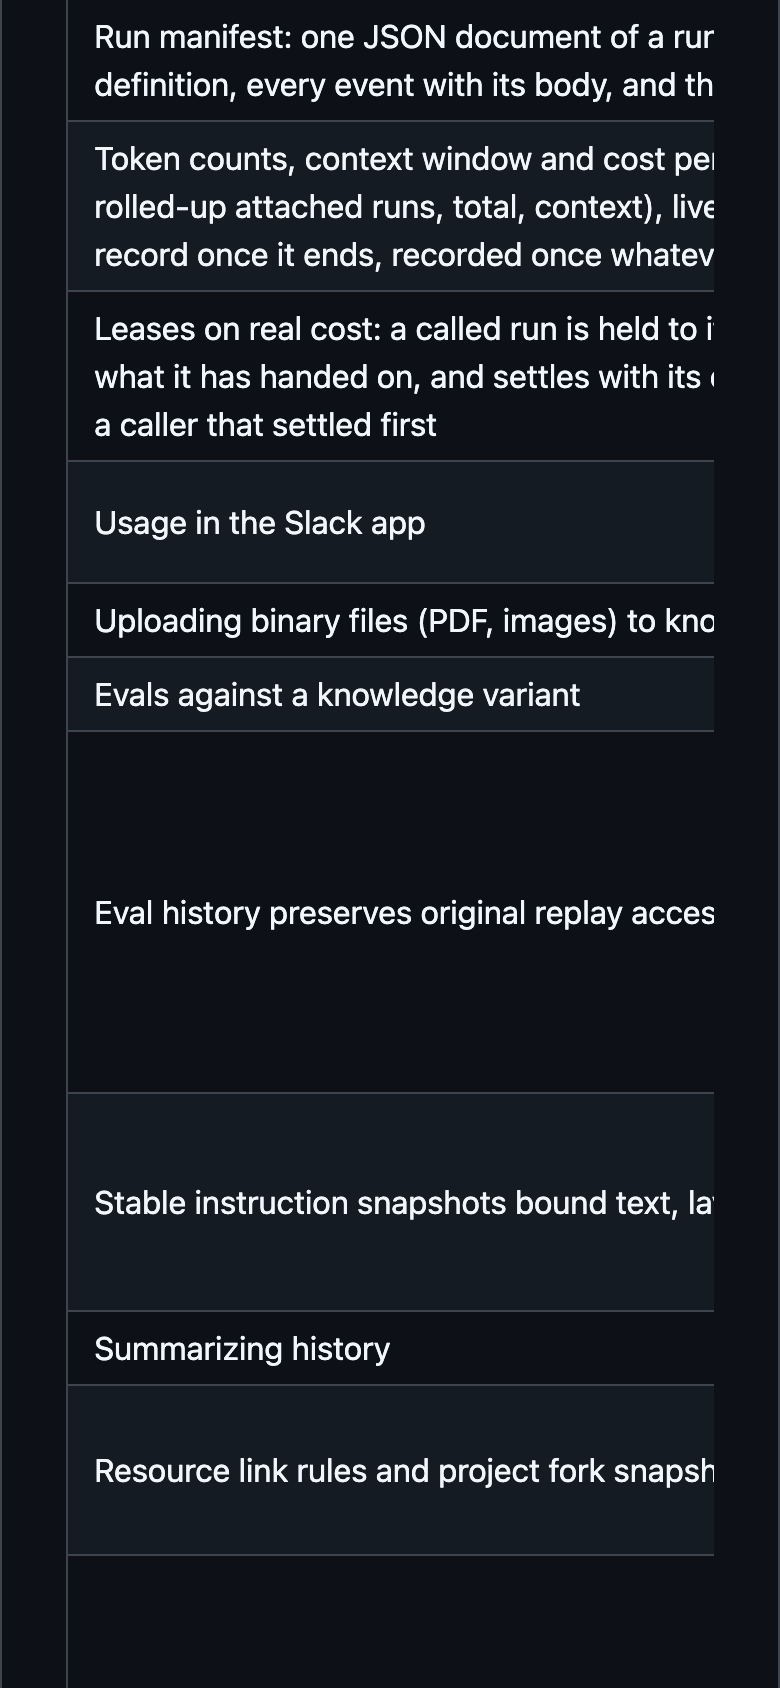 Run manifest: one JSON document of a run
definition, every event with its body, and th
Token counts, context window and cost per
rolled-up attached runs, total, context), live
record once it ends, recorded once whatev
Leases on real cost: a called run is held to
what it has handed on, and settles with its
a caller that settled first
Usage in the Slack app
Uploading binary files (PDF, images) to kno
Evals against a knowledge variant
Eval history preserves original replay acces
Stable instruction snapshots bound text,
Summarizing history
Resource link rules and project fork snapsh